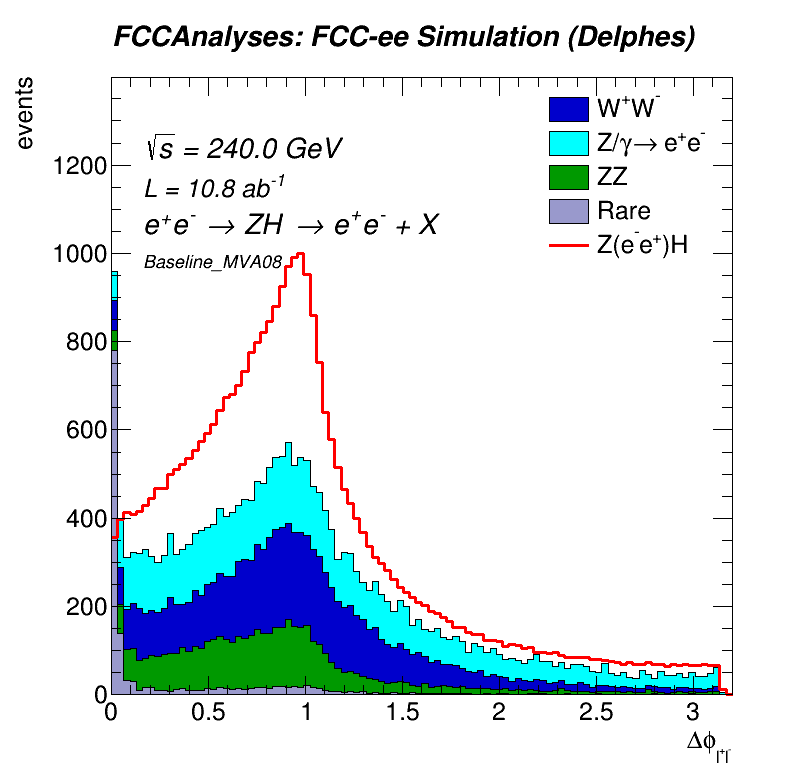 FCCAnalyses: FCC-ee Simulation (Delphes)
events
√s = 240.0 GeV
L = 10.8 ab⁻¹
e⁺e⁻ → ZH → e⁺e⁻ + X
Baseline_MVA08
W⁺W⁻
Z/γ→ e⁺e⁻
ZZ
Rare
Z(e⁻e⁺)H
1200
1000
800
600
400
200
0
0 0.5 1 1.5 2 2.5 3
Δϕ_l⁺l⁻